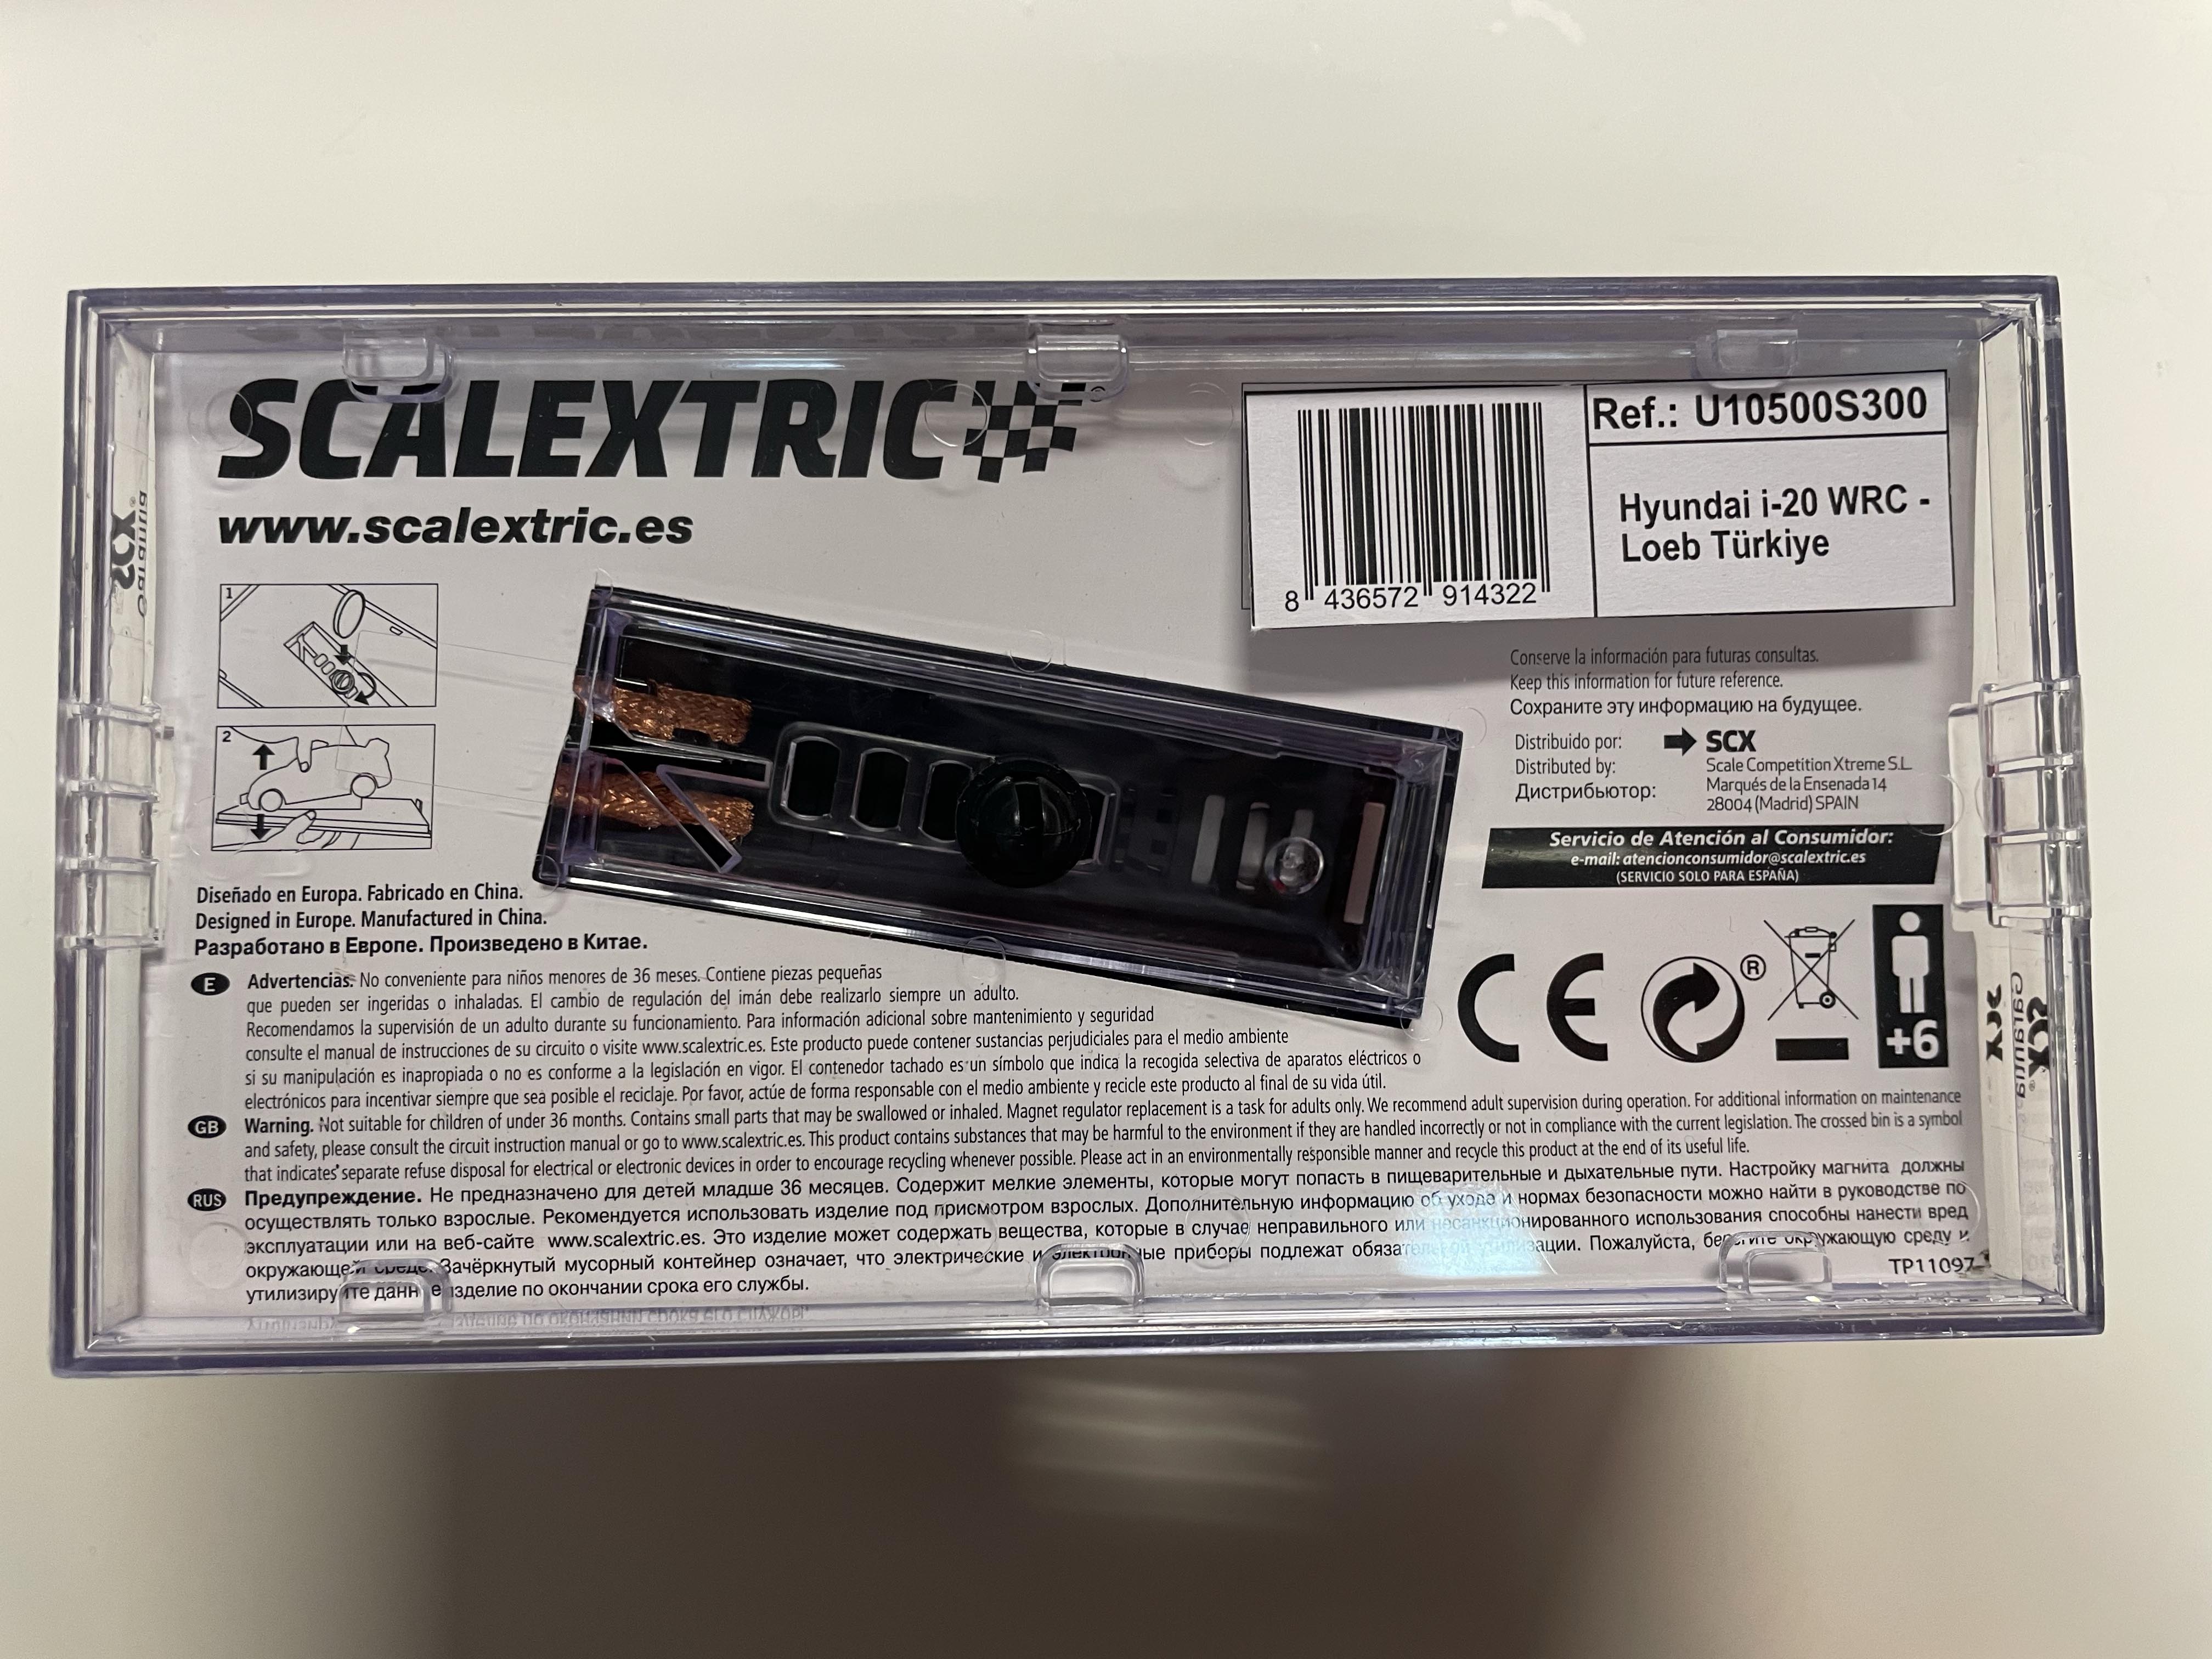 SCALEXTRIC
www.scalextric.es
8 436572 914322
Ref.: U10500S300
Hyundai i-20 WRC -
Loeb Türkiye
1
2
Conserve la información para futuras consultas.
Keep this information for future reference.
Сохраните эту информацию на будущее.
Distribuido por:
Distributed by:
Дистрибьютор:
SCX
Scale Competition Xtreme S.L.
Marqués de la Ensenada 14
28004 (Madrid) SPAIN
Servicio de Atención al Consumidor:
e-mail: atencionconsumidor@scalextric.es
(SERVICIO SOLO PARA ESPAÑA)
CE
®
+6
Diseñado en Europa. Fabricado en China.
Designed in Europe. Manufactured in China.
Разработано в Европе. Произведено в Китае.
E Advertencias: No conveniente para niños menores de 36 meses. Contiene piezas pequeñas
que pueden ser ingeridas o inhaladas. El cambio de regulación del imán debe realizarlo siempre un adulto.
Recomendamos la supervisión de un adulto durante su funcionamiento. Para información adicional sobre mantenimiento y seguridad
consulte el manual de instrucciones de su circuito o visite www.scalextric.es. Este producto puede contener sustancias perjudiciales para el medio ambiente
si su manipulación es inapropiada o no es conforme a la legislación en vigor. El contenedor tachado es un símbolo que indica la recogida selectiva de aparatos eléctricos o
electrónicos para incentivar siempre que sea posible el reciclaje. Por favor, actúe de forma responsable con el medio ambiente y recicle este producto al final de su vida útil.
GB Warning. Not suitable for children of under 36 months. Contains small parts that may be swallowed or inhaled. Magnet regulator replacement is a task for adults only. We recommend adult supervision during operation. For additional information on maintenance
and safety, please consult the circuit instruction manual or go to www.scalextric.es. This product contains substances that may be harmful to the environment if they are handled incorrectly or not in compliance with the current legislation. The crossed bin is a symbol
that indicates separate refuse disposal for electrical or electronic devices in order to encourage recycling whenever possible. Please act in an environmentally responsible manner and recycle this product at the end of its useful life.
RUS Предупреждение. Не предназначено для детей младше 36 месяцев. Содержит мелкие элементы, которые могут попасть в пищеварительные и дыхательные пути. Настройку магнита должны
осуществлять только взрослые. Рекомендуется использовать изделие под присмотром взрослых. Дополнительную информацию об уходе и нормах безопасности можно найти в руководстве по
эксплуатации или на веб-сайте www.scalextric.es. Это изделие может содержать вещества, которые в случае неправильного или несанкционированного использования способны нанести вред
окружающей среде. Зачёркнутый мусорный контейнер означает, что электрические и электронные приборы подлежат утилизации. Пожалуйста, берегите окружающую среду и
утилизируйте данное изделие по окончании срока его службы.
TP11097